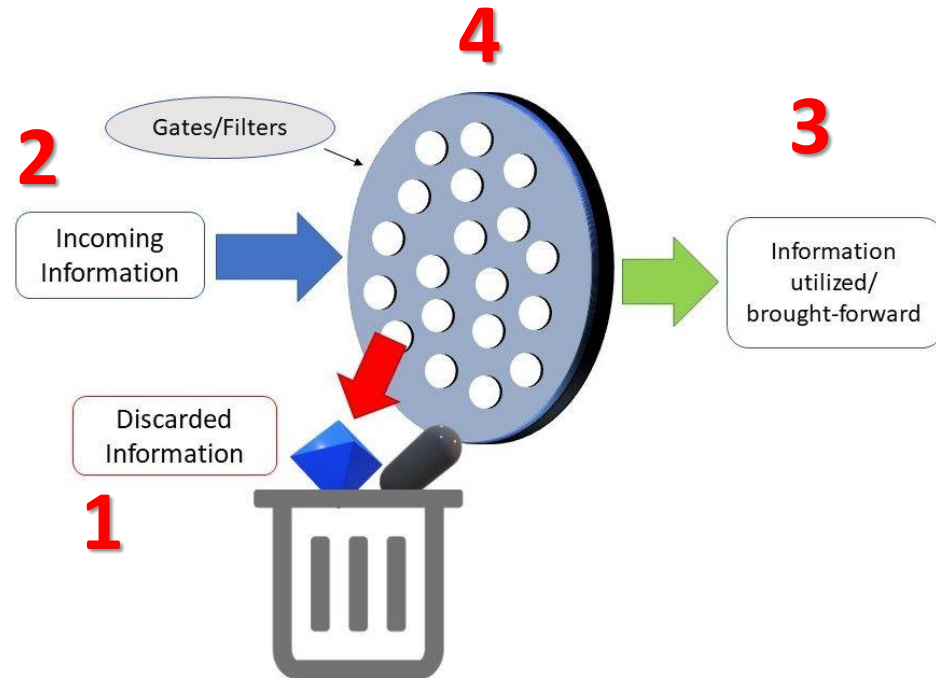 4
Gates/Filters
3
2
Incoming
Information
Information
utilized/
brought-forward
Discarded
Information
1